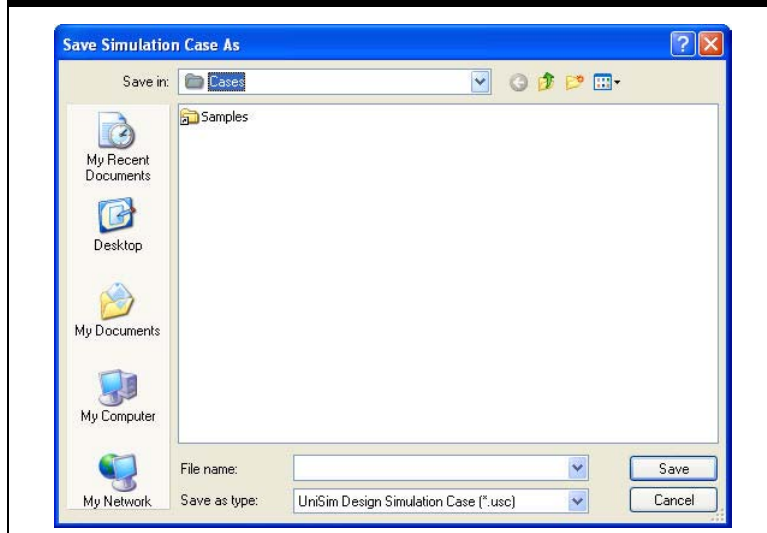 Save Simulation Case As
Save in:
Cases
Samples
My Recent
Documents
Desktop
My Documents
My Computer
My Network
File name:
Save
Save as type:
UniSim Design Simulation Case (*.usc)
Cancel